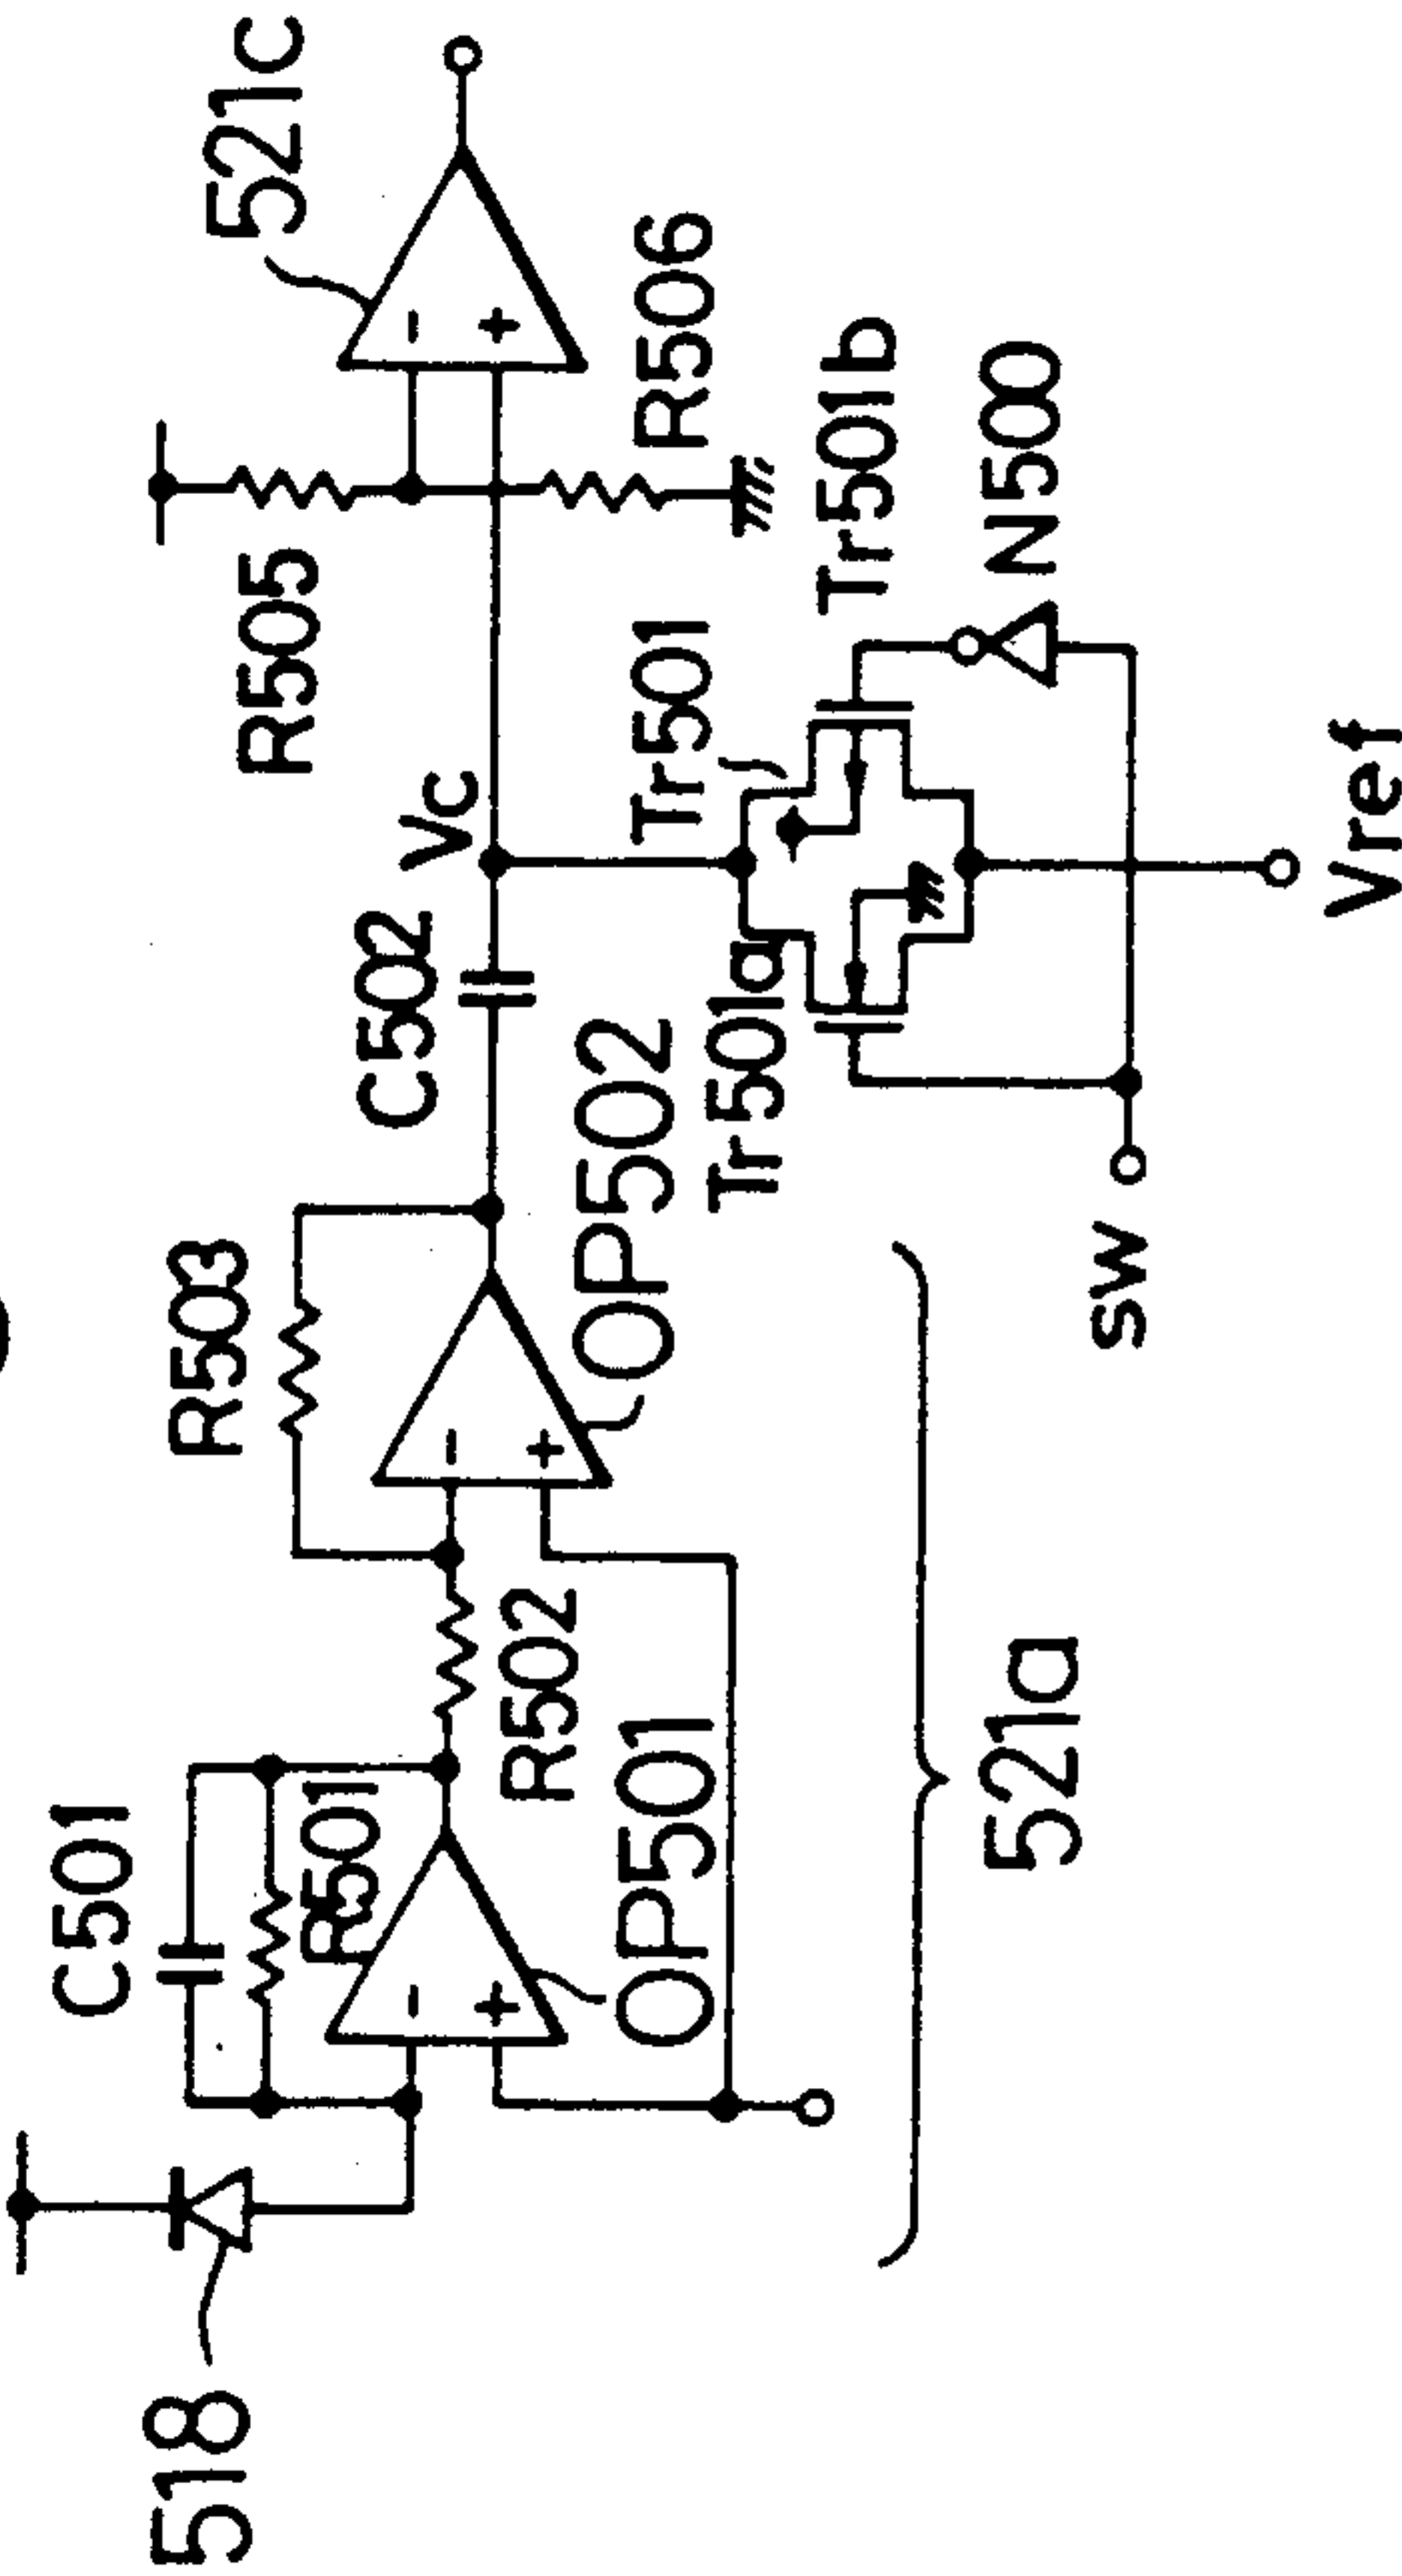 518
C501
R501
OP501
R502
R503
OP502
521a
C502
Vc
Tr501a
Tr501
Tr501b
N500
sw
Vref
R505
R506
521c
-
+
-
+
-
+